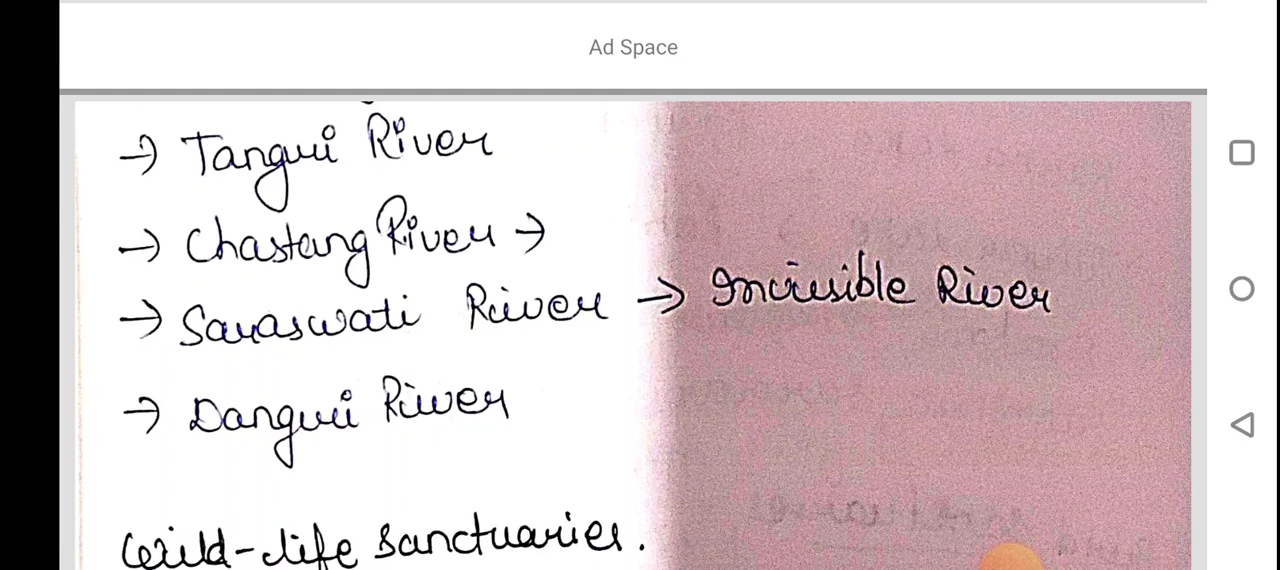 Ad Space
→ Tangri River
→ Chastang River →
→ Saraswati River → Invisible River
→ Dangri River
Wild-life Sanctuaries.